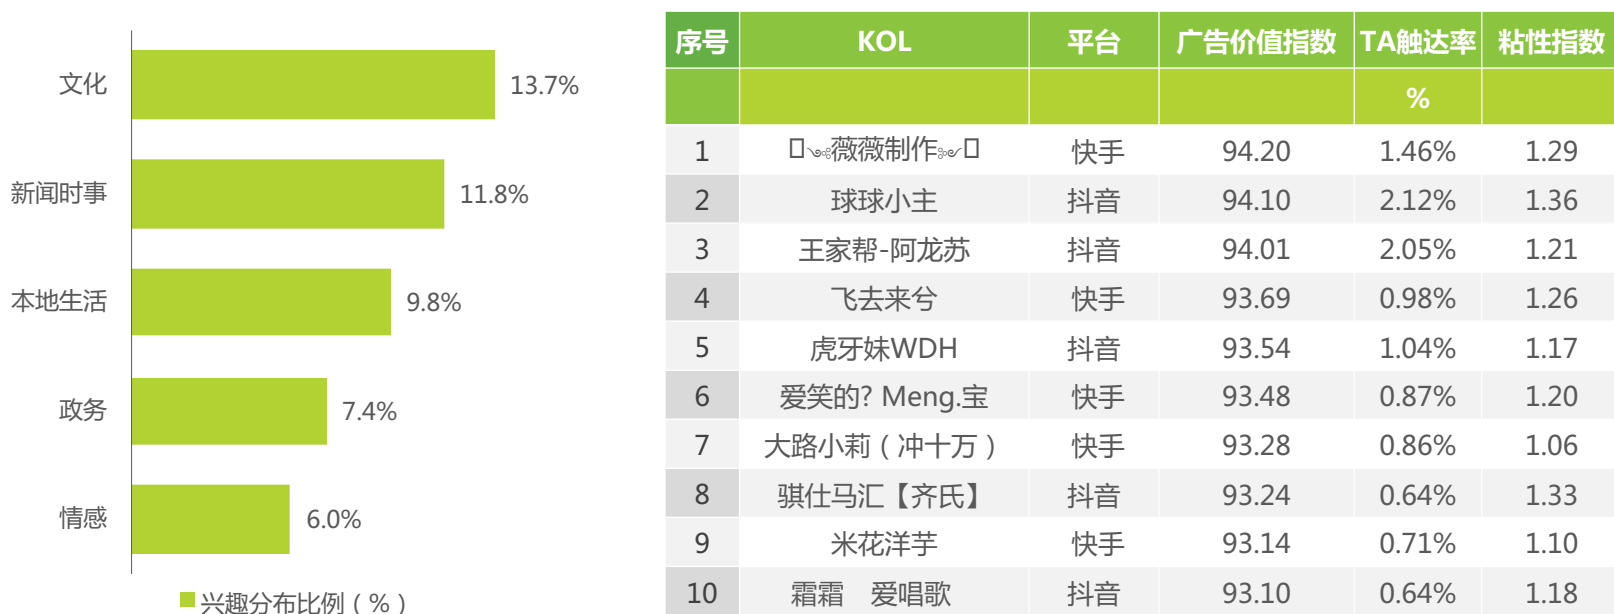 文化 13.7%
新闻时事 11.8%
本地生活 9.8%
政务 7.4%
情感 6.0%
兴趣分布比例（%）
序号 KOL 平台 广告价值指数 TA触达率 粘性指数
%
1 薇薇制作 快手 94.20 1.46% 1.29
2 球球小主 抖音 94.10 2.12% 1.36
3 王家帮-阿龙苏 抖音 94.01 2.05% 1.21
4 飞去来兮 快手 93.69 0.98% 1.26
5 虎牙妹WDH 抖音 93.54 1.04% 1.17
6 爱笑的? Meng.宝 快手 93.48 0.87% 1.20
7 大路小莉（冲十万） 快手 93.28 0.86% 1.06
8 骐仕马汇【齐氏】 抖音 93.24 0.64% 1.33
9 米花洋芋 快手 93.14 0.71% 1.10
10 霜霜　爱唱歌 抖音 93.10 0.64% 1.18